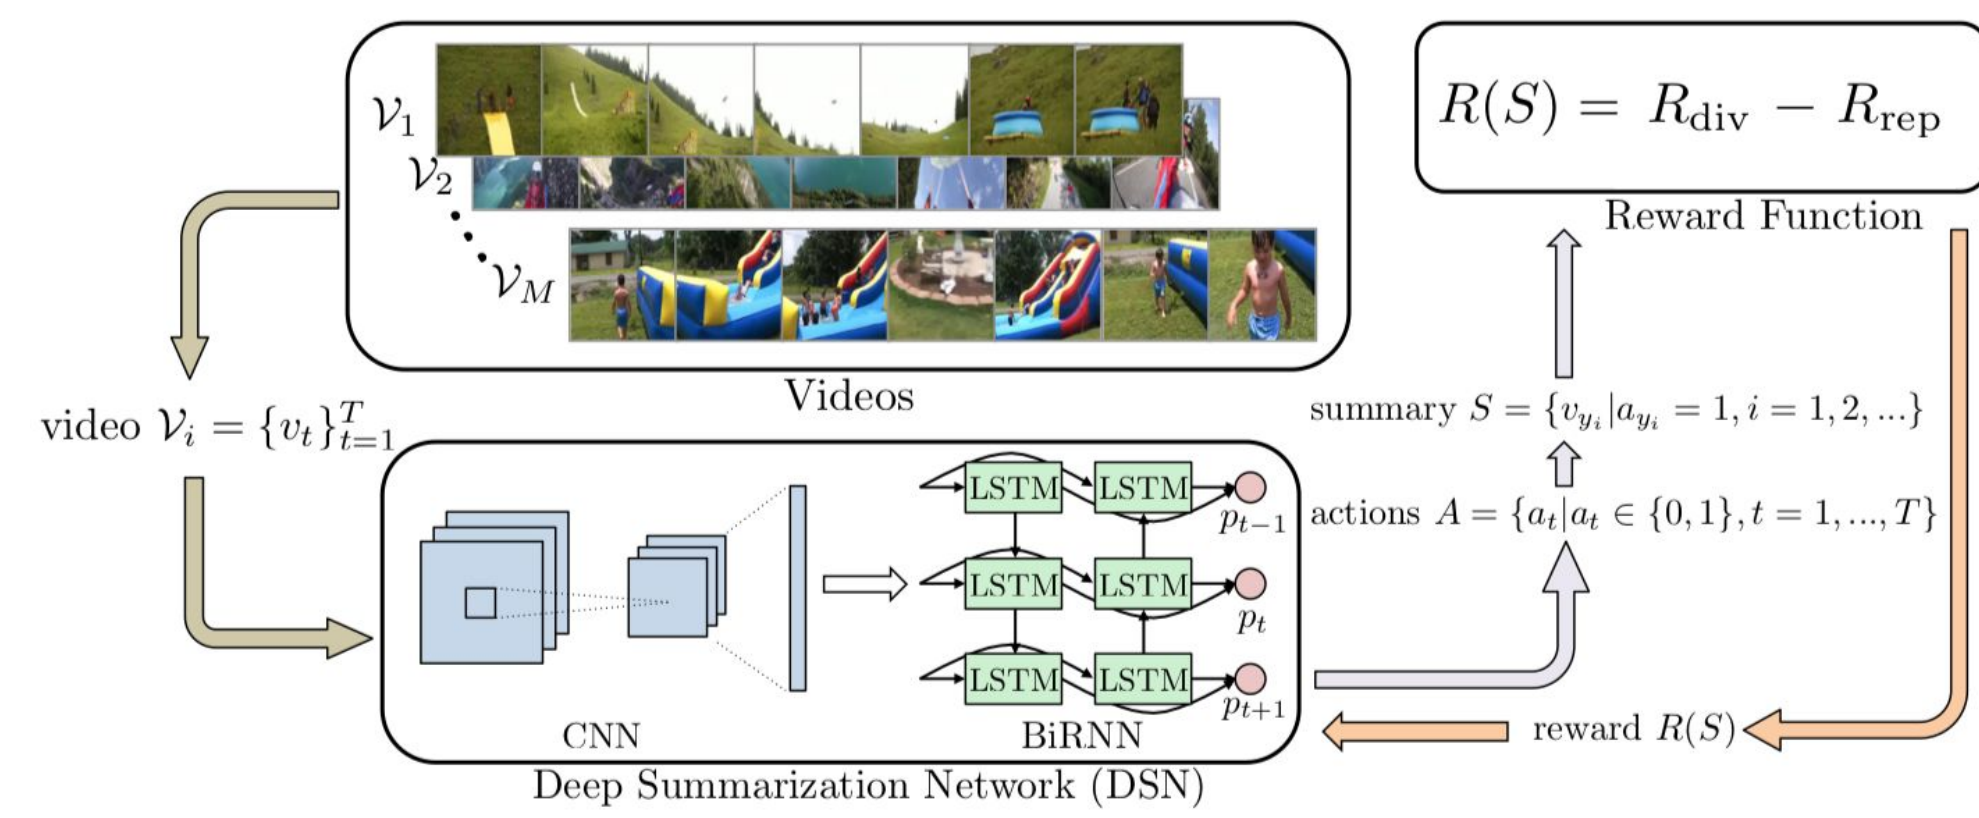 𝒱₁
𝒱₂
𝒱_M
Videos
R(S) = R_div − R_rep
Reward Function
video 𝒱_i = {v_t}_{t=1}^T
summary S = {v_{y_i}|a_{y_i} = 1, i = 1, 2, ...}
actions A = {a_t|a_t ∈ {0, 1}, t = 1, ..., T}
LSTM LSTM
p_{t−1}
LSTM LSTM
p_t
LSTM LSTM
p_{t+1}
CNN
BiRNN
Deep Summarization Network (DSN)
reward R(S)